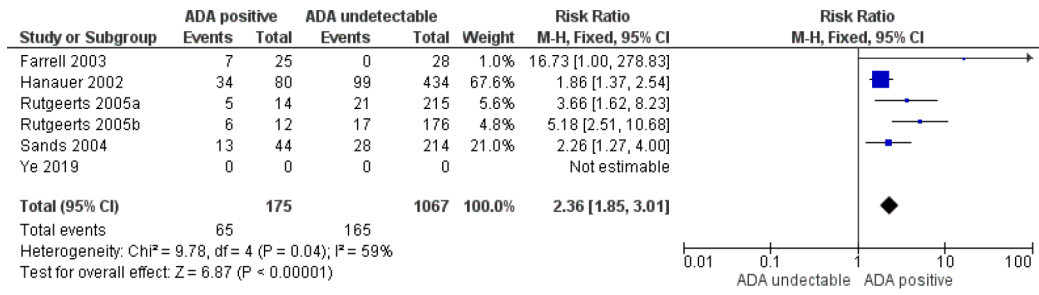 ADA positive ADA undetectable Risk Ratio Risk Ratio
Study or Subgroup Events Total Events Total Weight M-H, Fixed, 95% CI M-H, Fixed, 95% CI
Farrell 2003 7 25 0 28 1.0% 16.73 [1.00, 278.83]
Hanauer 2002 34 80 99 434 67.6% 1.86 [1.37, 2.54]
Rutgeerts 2005a 5 14 21 215 5.6% 3.66 [1.62, 8.23]
Rutgeerts 2005b 6 12 17 176 4.8% 5.18 [2.51, 10.68]
Sands 2004 13 44 28 214 21.0% 2.26 [1.27, 4.00]
Ye 2019 0 0 0 0 Not estimable
Total (95% CI) 175 1067 100.0% 2.36 [1.85, 3.01]
Total events 65 165
Heterogeneity: Chi² = 9.78, df = 4 (P = 0.04); I² = 59%
Test for overall effect: Z = 6.87 (P < 0.00001)
0.01 0.1 1 10 100
ADA undetectable ADA positive